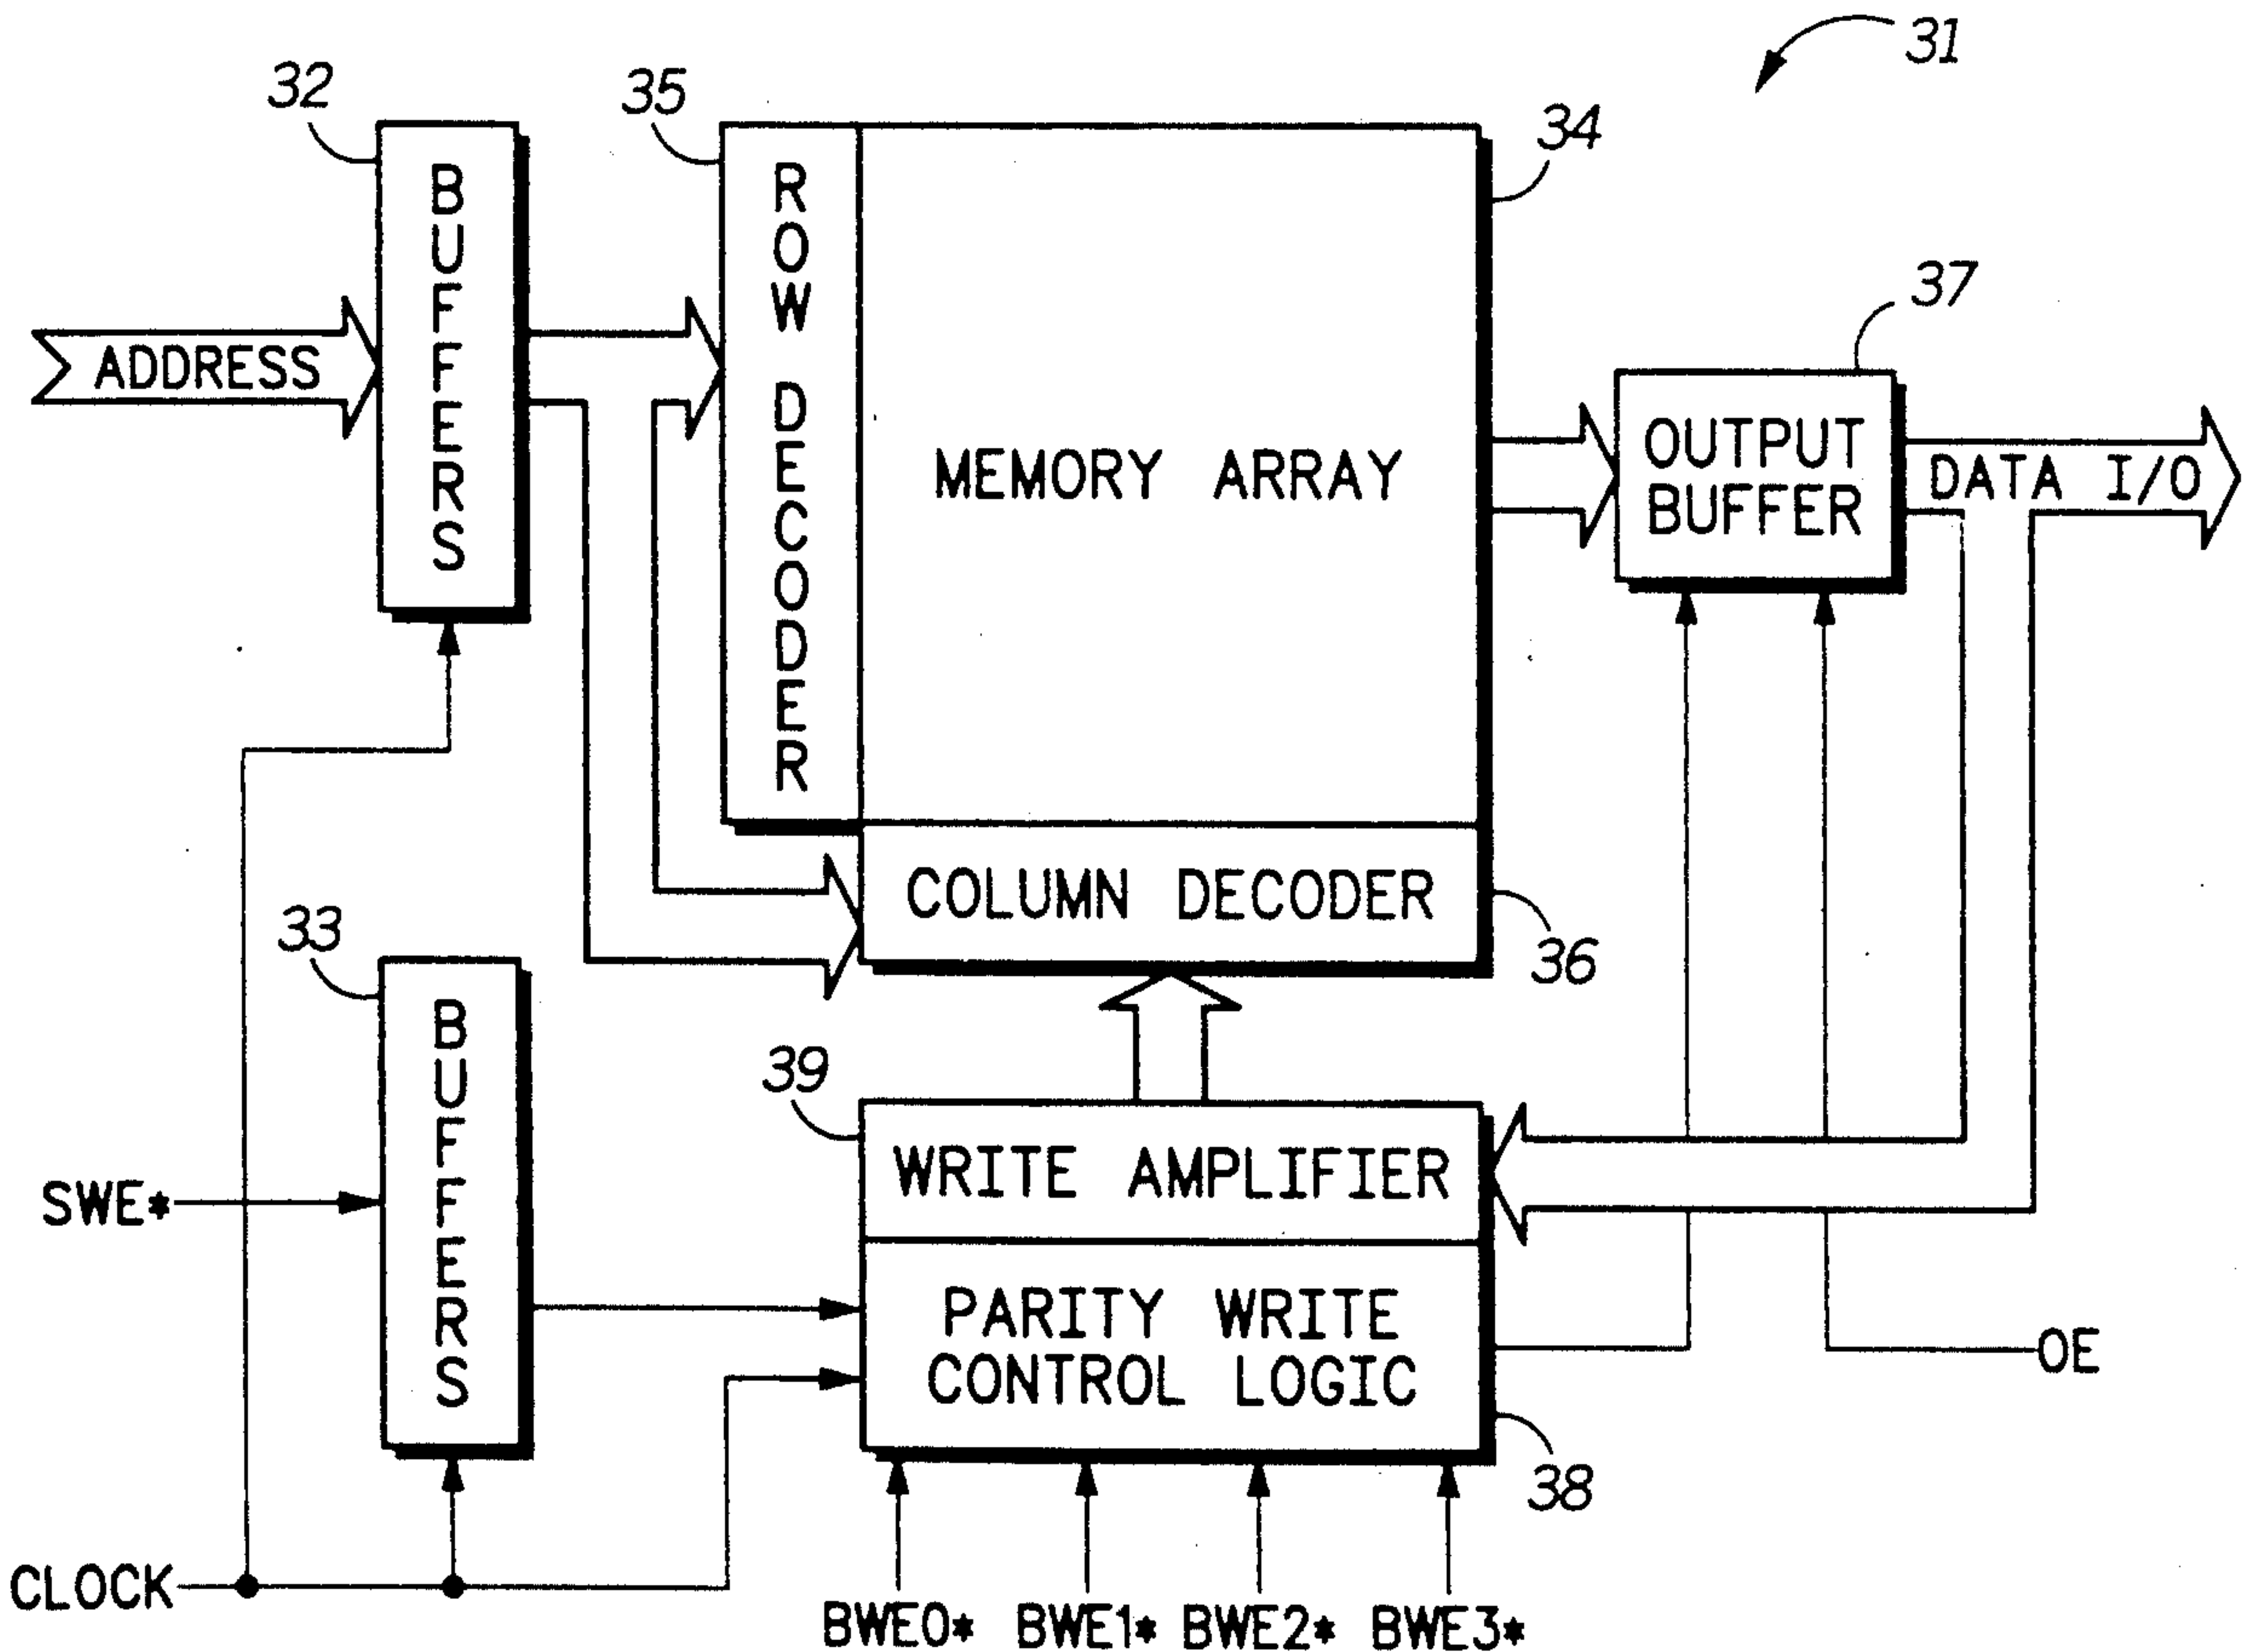 31
32
35
34
BUFFERS
ROW DECODER
37
ADDRESS
MEMORY ARRAY
OUTPUT
BUFFER
DATA I/O
COLUMN DECODER
33
36
BUFFERS
39
WRITE AMPLIFIER
SWE*
PARITY WRITE
CONTROL LOGIC
OE
38
CLOCK
BWE0* BWE1* BWE2* BWE3*